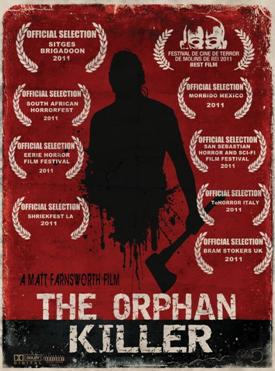 OFFICIAL SELECTION
SITGES
BRIGADOON
2011
FESTIVAL DE CINE DE TERROR
DE MOLINS DE REI 2011
BEST FILM
OFFICIAL SELECTION
SOUTH AFRICAN
HORRORFEST
2011
OFFICIAL SELECTION
MORBIDO MEXICO
2011
OFFICIAL SELECTION
EERIE HORROR
FILM FESTIVAL
2011
OFFICIAL SELECTION
SAN SEBASTIAN
HORROR AND SCI-FI
FILM FESTIVAL
2011
OFFICIAL SELECTION
SHRIEKFEST LA
2011
OFFICIAL SELECTION
ToHORROR ITALY
2011
OFFICIAL SELECTION
BRAM STOKERS UK
2011
A MATT FARNSWORTH FILM
THE ORPHAN
KILLER
DOLBY
DIGITAL